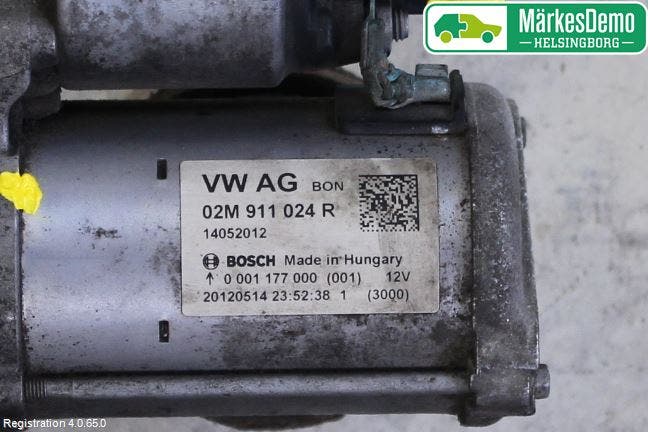 MärkesDemo
HELSINGBORG
VW AG BON
02M 911 024 R
14052012
BOSCH Made in Hungary
↑ 0 001 177 000 (001) 12V
20120514 23:52:38 1 (3000)
Registration 4.0.65.0